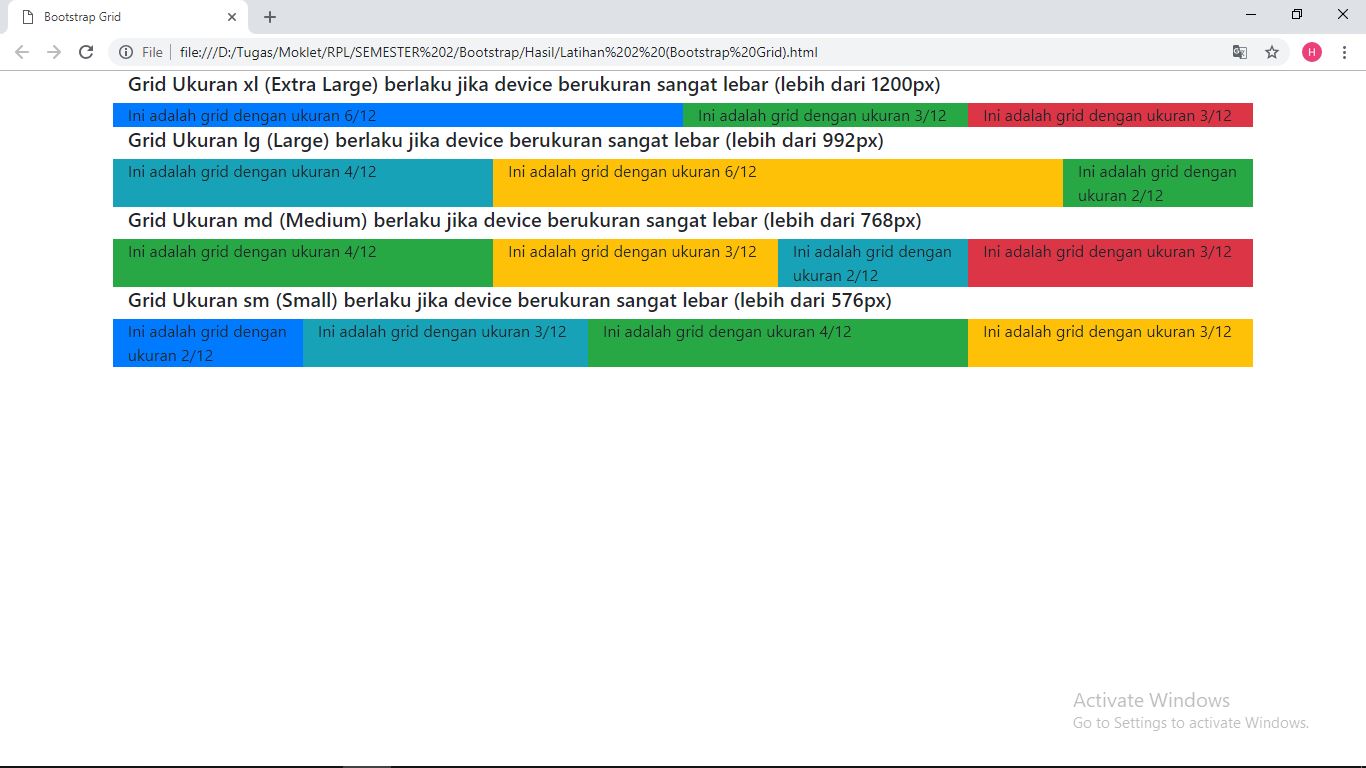 Bootstrap Grid
File
file:///D:/Tugas/Moklet/RPL/SEMESTER%202/Bootstrap/Hasil/Latihan%202%20(Bootstrap%20Grid).html
H
Grid Ukuran xl (Extra Large) berlaku jika device berukuran sangat lebar (lebih dari 1200px)
Ini adalah grid dengan ukuran 6/12
Ini adalah grid dengan ukuran 3/12
Ini adalah grid dengan ukuran 3/12
Grid Ukuran lg (Large) berlaku jika device berukuran sangat lebar (lebih dari 992px)
Ini adalah grid dengan ukuran 4/12
Ini adalah grid dengan ukuran 6/12
Ini adalah grid dengan
ukuran 2/12
Grid Ukuran md (Medium) berlaku jika device berukuran sangat lebar (lebih dari 768px)
Ini adalah grid dengan ukuran 4/12
Ini adalah grid dengan ukuran 3/12
Ini adalah grid dengan
ukuran 2/12
Ini adalah grid dengan ukuran 3/12
Grid Ukuran sm (Small) berlaku jika device berukuran sangat lebar (lebih dari 576px)
Ini adalah grid dengan
ukuran 2/12
Ini adalah grid dengan ukuran 3/12
Ini adalah grid dengan ukuran 4/12
Ini adalah grid dengan ukuran 3/12
Activate Windows
Go to Settings to activate Windows.